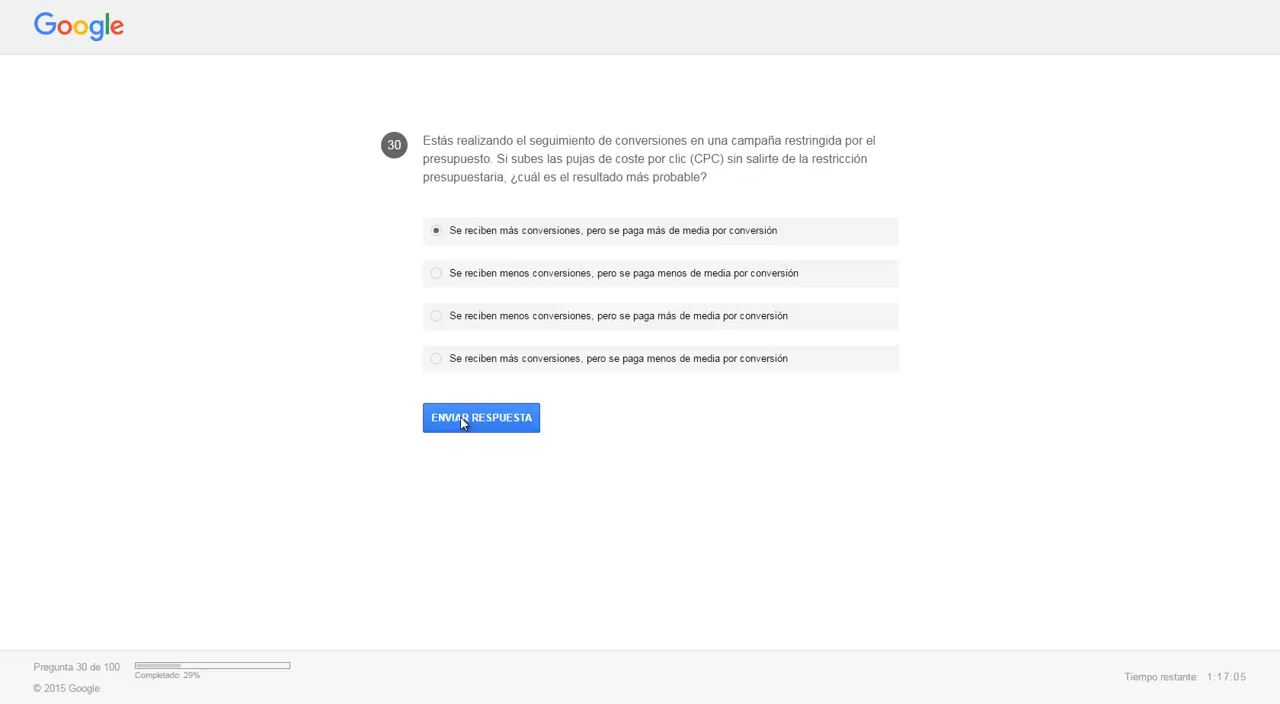 Google
30
Estás realizando el seguimiento de conversiones en una campaña restringida por el
presupuesto. Si subes las pujas de coste por clic (CPC) sin salirte de la restricción
presupuestaria, ¿cuál es el resultado más probable?
Se reciben más conversiones, pero se paga más de media por conversión
Se reciben menos conversiones, pero se paga menos de media por conversión
Se reciben menos conversiones, pero se paga más de media por conversión
Se reciben más conversiones, pero se paga menos de media por conversión
ENVIAR RESPUESTA
Pregunta 30 de 100
Completado: 29%.
© 2015 Google
Tiempo restante: 1:17:05